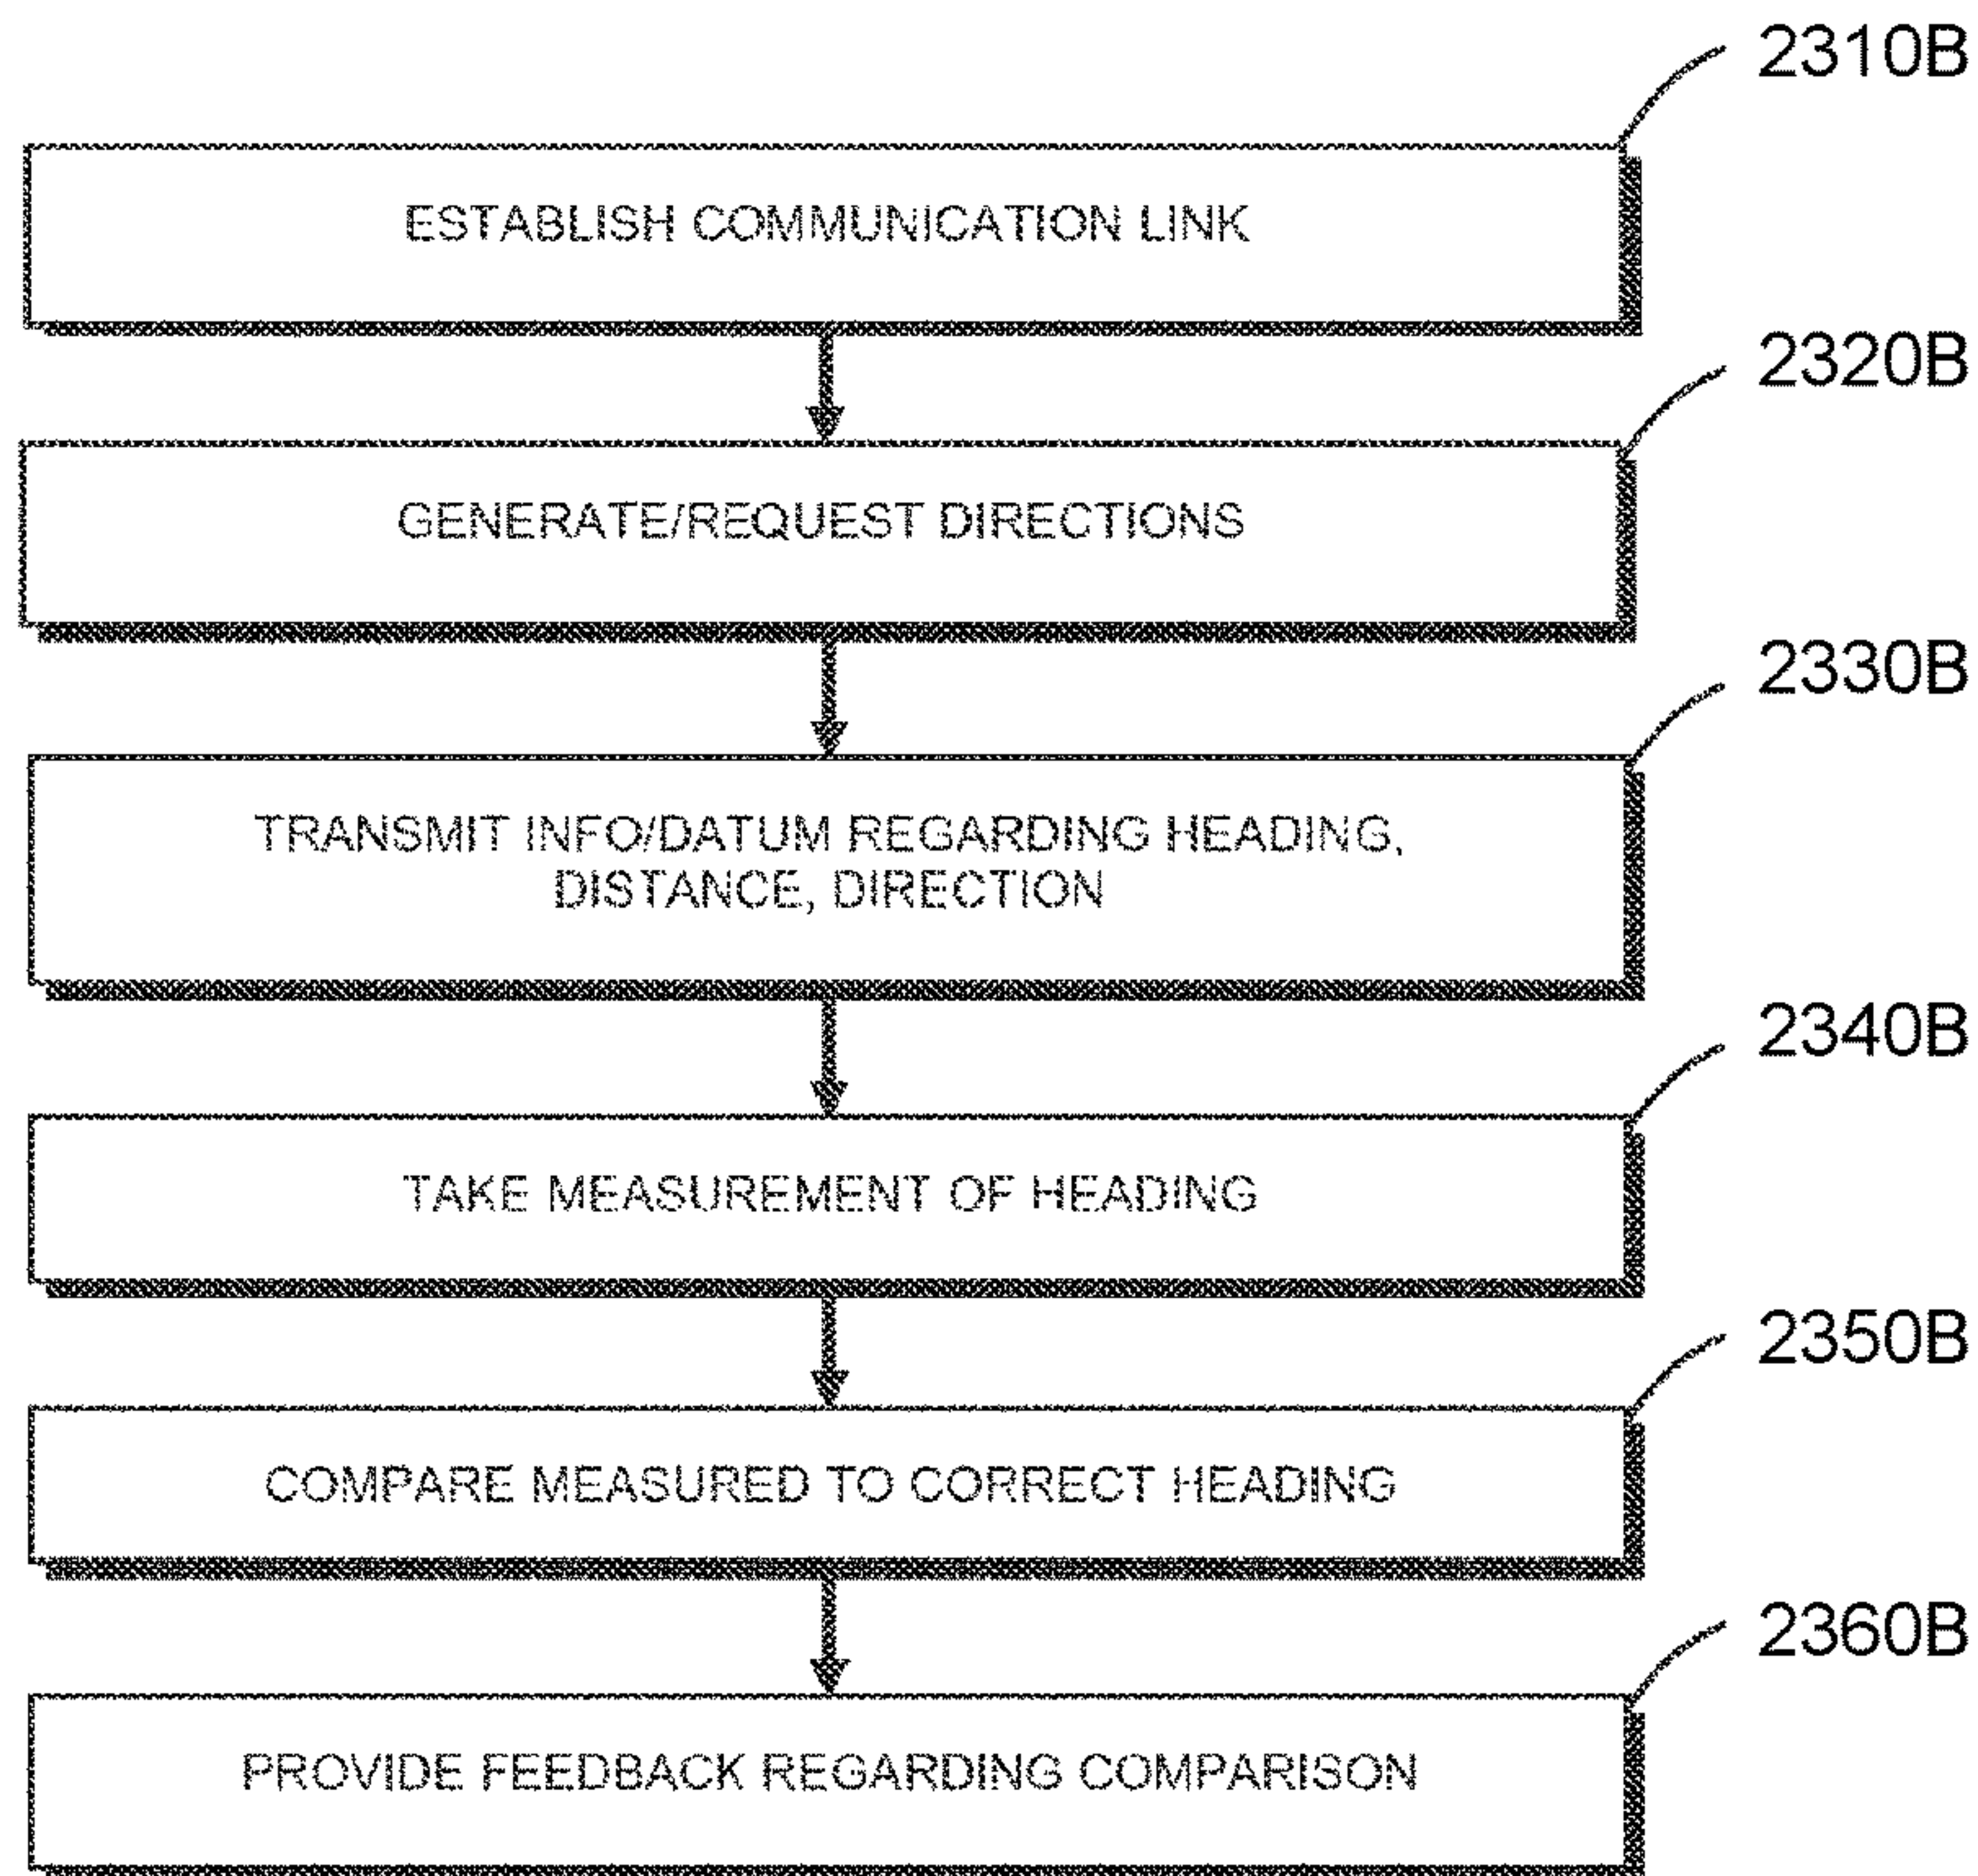 2310B
ESTABLISH COMMUNICATION LINK
2320B
GENERATE/REQUEST DIRECTIONS
2330B
TRANSMIT INFO/DATUM REGARDING HEADING,
DISTANCE, DIRECTION
2340B
TAKE MEASUREMENT OF HEADING
2350B
COMPARE MEASURED TO CORRECT HEADING
2360B
PROVIDE FEEDBACK REGARDING COMPARISON